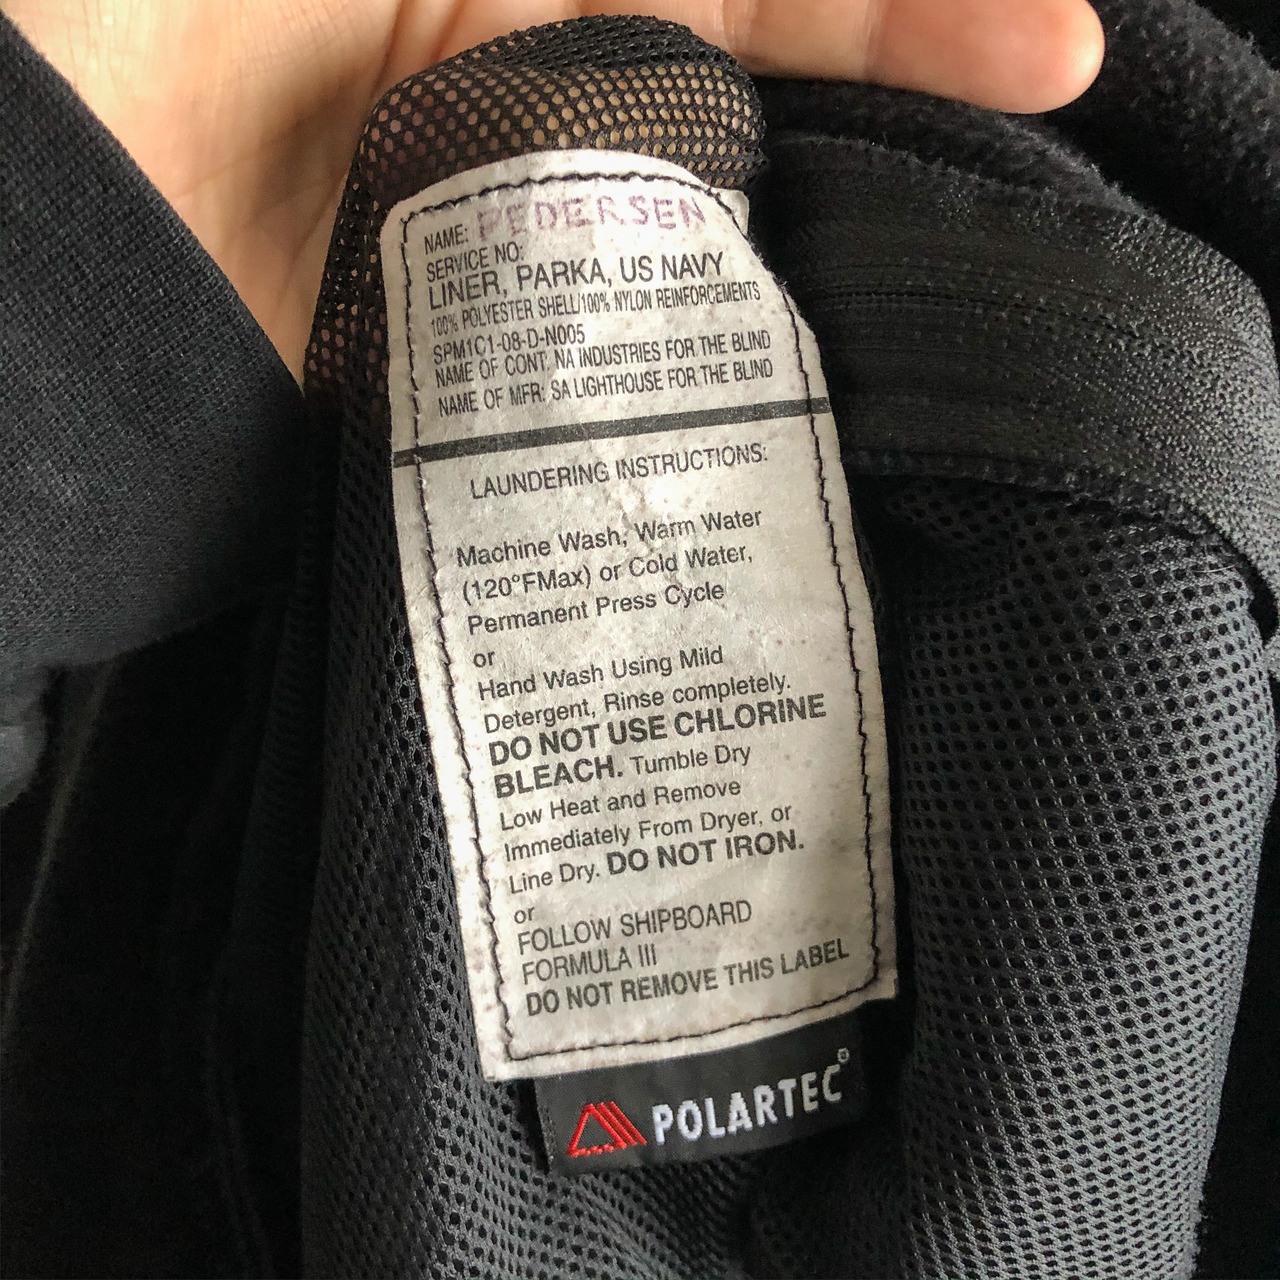 NAME: PEDERSEN
SERVICE NO:
LINER, PARKA, US NAVY
100% POLYESTER SHELL/100% NYLON REINFORCEMENTS
SPM1C1-08-D-N005
NAME OF CONT: NA INDUSTRIES FOR THE BLIND
NAME OF MFR: SA LIGHTHOUSE FOR THE BLIND
LAUNDERING INSTRUCTIONS:
Machine Wash, Warm Water
(120°FMax) or Cold Water,
Permanent Press Cycle
or
Hand Wash Using Mild
Detergent, Rinse completely.
DO NOT USE CHLORINE
BLEACH. Tumble Dry
Low Heat and Remove
Immediately From Dryer, or
Line Dry. DO NOT IRON.
or
FOLLOW SHIPBOARD
FORMULA III
DO NOT REMOVE THIS LABEL
POLARTEC®